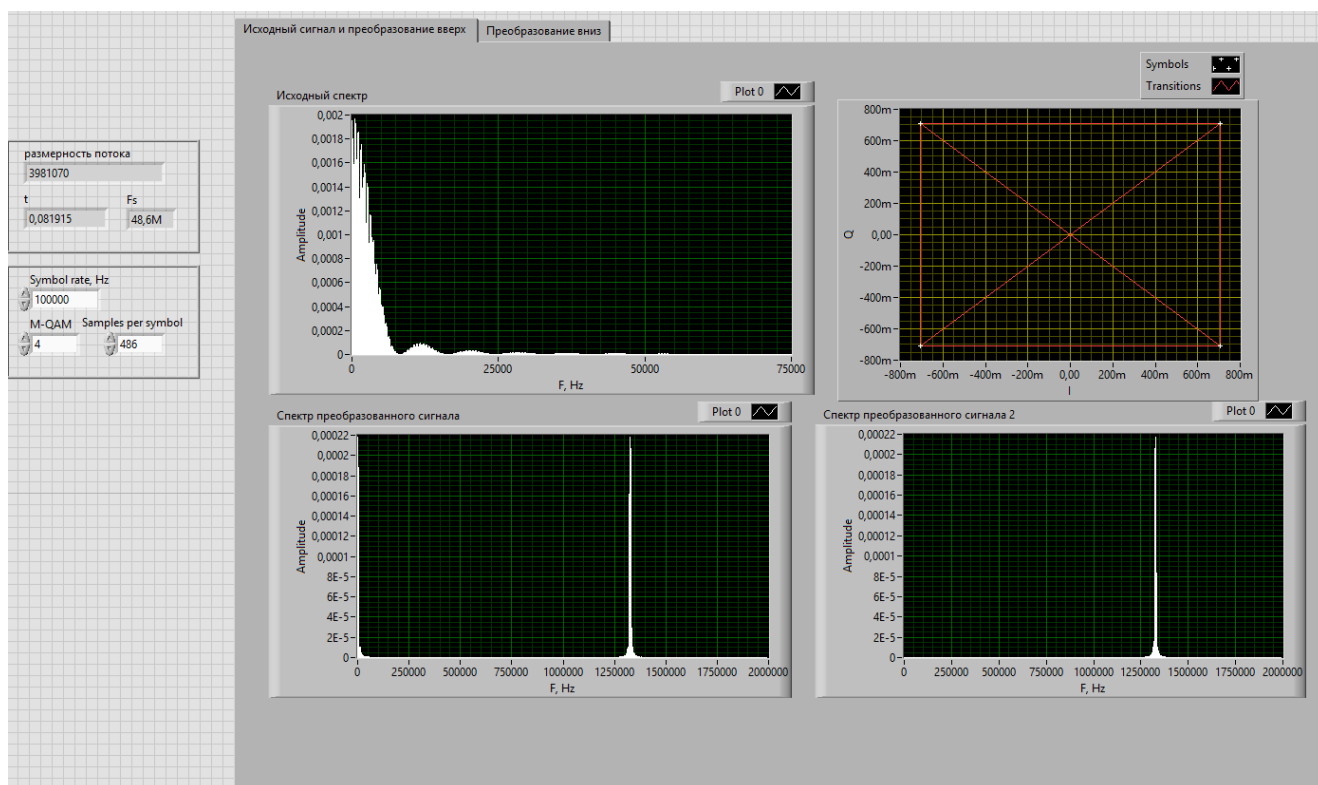 Исходный сигнал и преобразование вверх
Преобразование вниз
размерность потока
3981070
t Fs
0,081915 48,6M
Symbol rate, Hz
100000
M-QAM Samples per symbol
4 486
Исходный спектр
Plot 0
Amplitude
0,002
0,0018
0,0016
0,0014
0,0012
0,001
0,0008
0,0006
0,0004
0,0002
0
0 25000 50000 75000
F, Hz
Symbols
Transitions
Q
800m
600m
400m
200m
0,00
-200m
-400m
-600m
-800m
-800m -600m -400m -200m 0,00 200m 400m 600m 800m
I
Спектр преобразованного сигнала
Plot 0
Amplitude
0,00022
0,0002
0,00018
0,00016
0,00014
0,00012
0,0001
8E-5
6E-5
4E-5
2E-5
0
0 250000 500000 750000 1000000 1250000 1500000 1750000 2000000
F, Hz
Спектр преобразованного сигнала 2
Plot 0
Amplitude
0,00022
0,0002
0,00018
0,00016
0,00014
0,00012
0,0001
8E-5
6E-5
4E-5
2E-5
0
0 250000 500000 750000 1000000 1250000 1500000 1750000 2000000
F, Hz